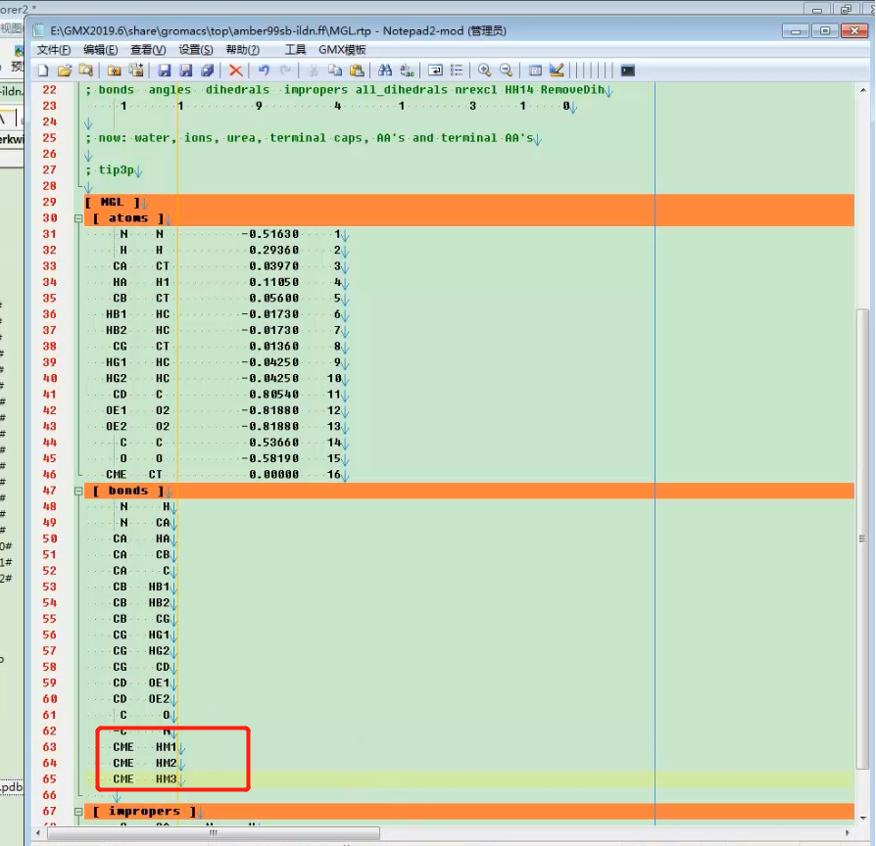 orer2 *
E:\GMX2019.6\share\gromacs\top\amber99sb-ildn.ff\MGL.rtp - Notepad2-mod (管理员)
文件(F) 编辑(E) 查看(V) 设置(S) 帮助(?) 工具 GMX模板
22 ; bonds angles dihedrals impropers all_dihedrals nrexcl HH14 RemoveDih
23 1 1 9 4 1 3 1 0
24
25 ; now: water, ions, urea, terminal caps, AA's and terminal AA's
26
27 ; tip3p
28
29 [ MGL ]
30 [ atoms ]
31 N N -0.51630 1
32 H H 0.29360 2
33 CA CT 0.03970 3
34 HA H1 0.11050 4
35 CB CT 0.05600 5
36 HB1 HC -0.01730 6
37 HB2 HC -0.01730 7
38 CG CT 0.01360 8
39 HG1 HC -0.04250 9
40 HG2 HC -0.04250 10
41 CD C 0.80540 11
42 OE1 O2 -0.81880 12
43 OE2 O2 -0.81880 13
44 C C 0.53660 14
45 O O -0.58190 15
46 CME CT 0.00000 16
47 [ bonds ]
48 N H
49 N CA
50 CA HA
51 CA CB
52 CA C
53 CB HB1
54 CB HB2
55 CB CG
56 CG HG1
57 CG HG2
58 CG CD
59 CD OE1
60 CD OE2
61 C O
62 -C N
63 CME HM1
64 CME HM2
65 CME HM3
66
67 [ impropers ]